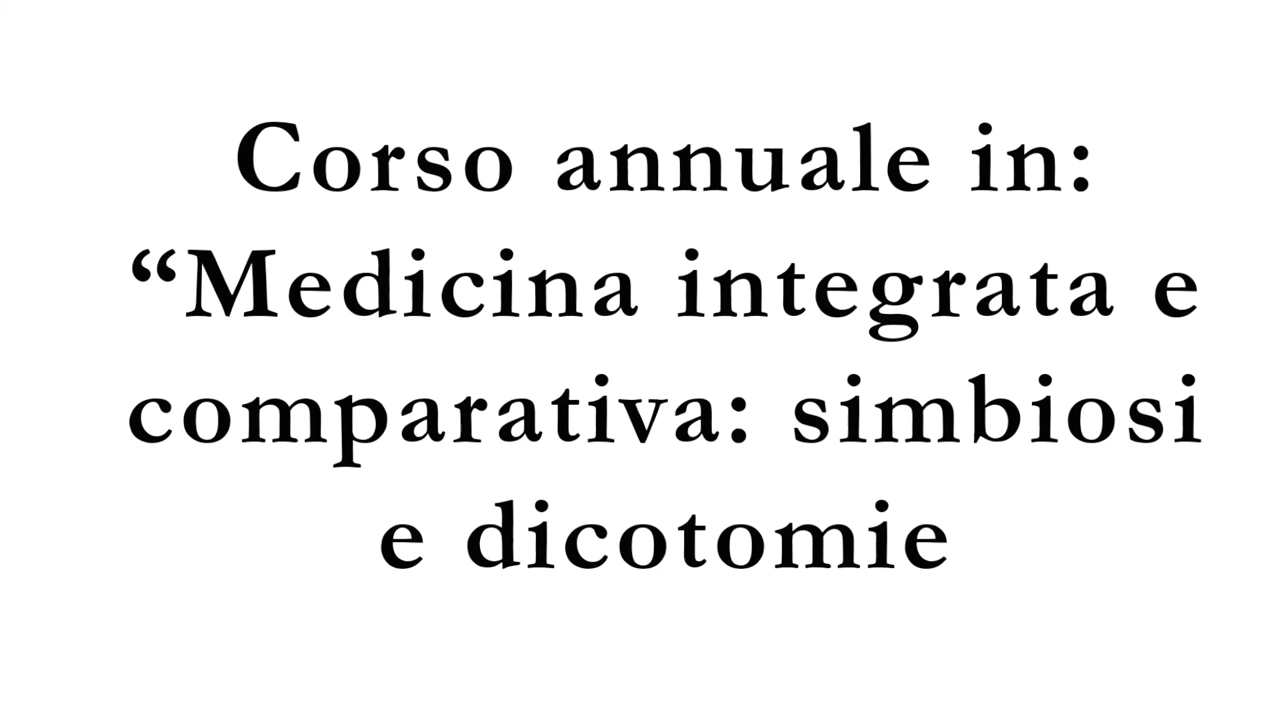 Corso annuale in:
“Medicina integrata e
comparativa: simbiosi
e dicotomie